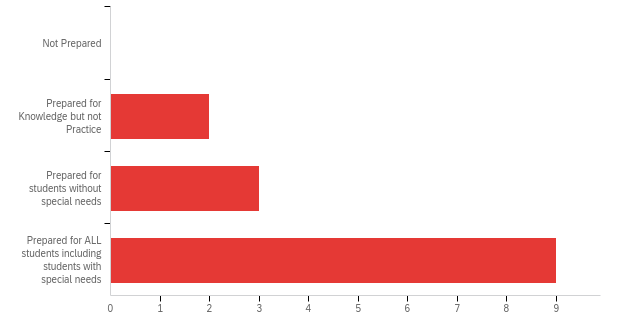 Not Prepared
Prepared for
Knowledge but not
Practice
Prepared for
students without
special needs
Prepared for ALL
students including
students with
special needs
0 1 2 3 4 5 6 7 8 9